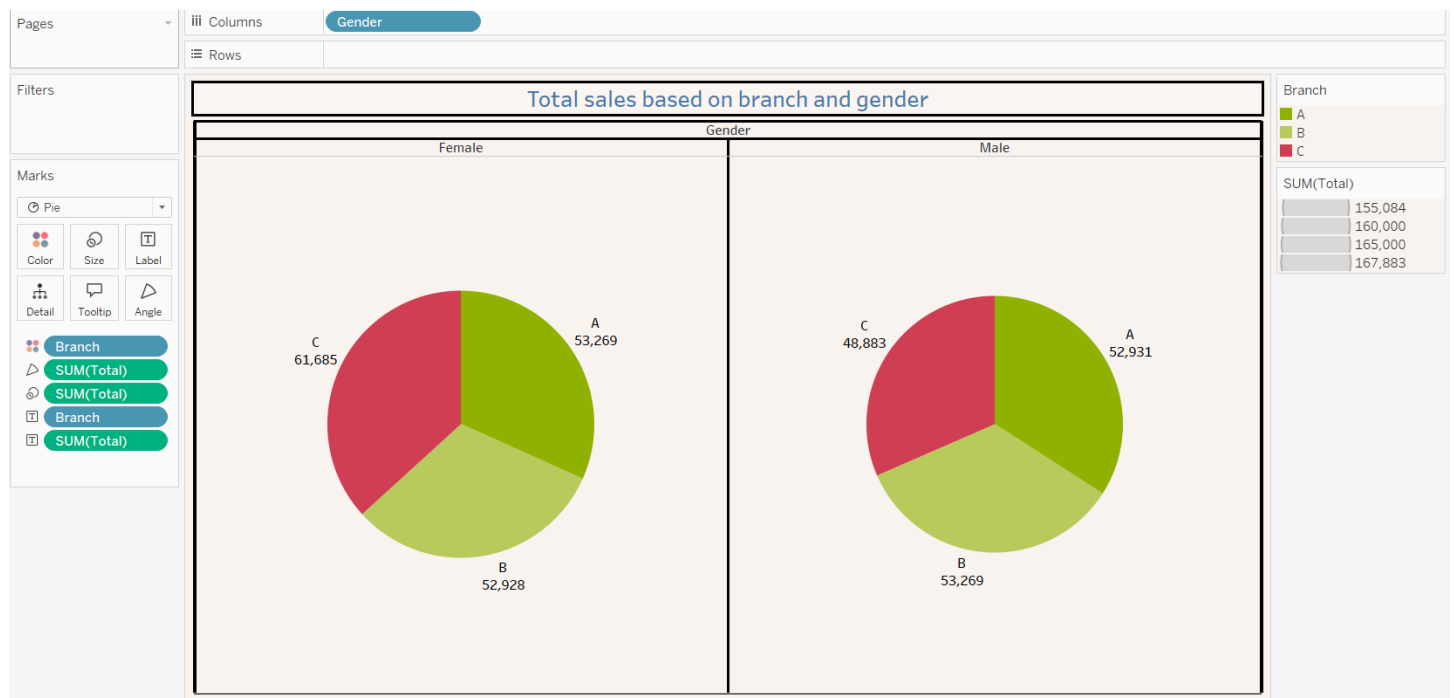 Pages
Columns
Gender
Rows
Filters
Marks
Pie
Color
Size
Label
Detail
Tooltip
Angle
Branch
SUM(Total)
SUM(Total)
Branch
SUM(Total)
Total sales based on branch and gender
Gender
Female
Male
A
53,269
C
61,685
B
52,928
C
48,883
A
52,931
B
53,269
Branch
A
B
C
SUM(Total)
155,084
160,000
165,000
167,883